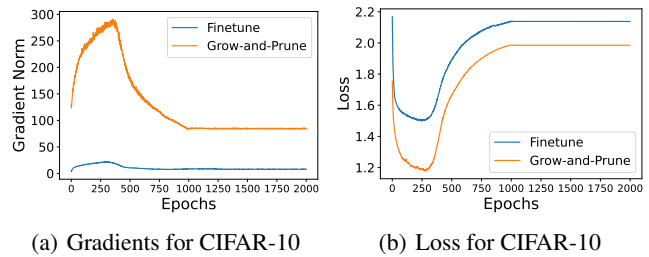 300
250
200
150
100
50
0
Gradient Norm
Finetune
Grow-and-Prune
0 250 500 750 1000 1250 1500 1750 2000
Epochs
(a) Gradients for CIFAR-10
2.2
2.0
1.8
1.6
1.4
1.2
Loss
Finetune
Grow-and-Prune
0 250 500 750 1000 1250 1500 1750 2000
Epochs
(b) Loss for CIFAR-10